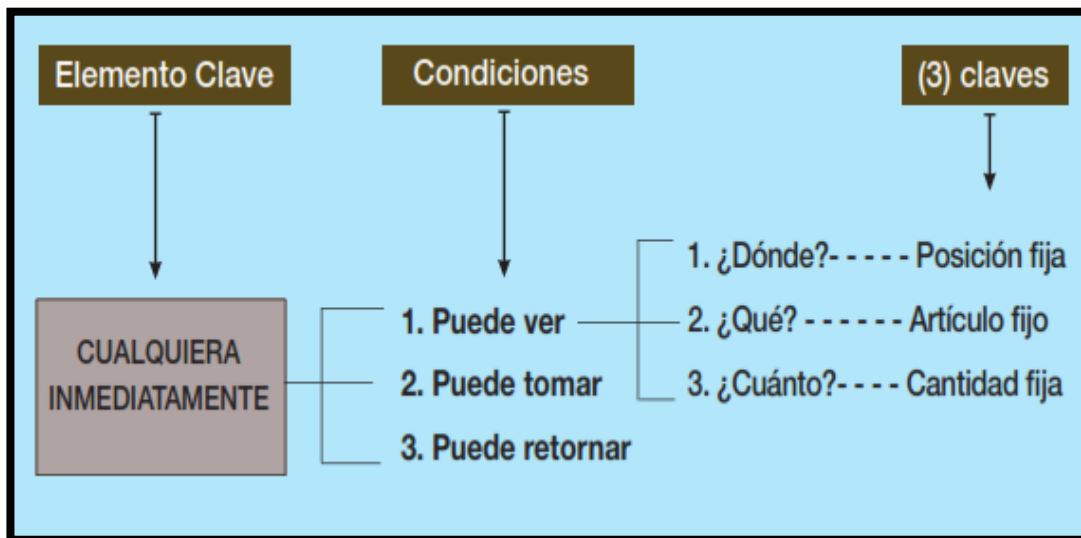 Elemento Clave
Condiciones
(3) claves
CUALQUIERA
INMEDIATAMENTE
1. Puede ver
2. Puede tomar
3. Puede retornar
1. ¿Dónde?- - - - - Posición fija
2. ¿Qué? - - - - - - Artículo fijo
3. ¿Cuánto?- - - - Cantidad fija